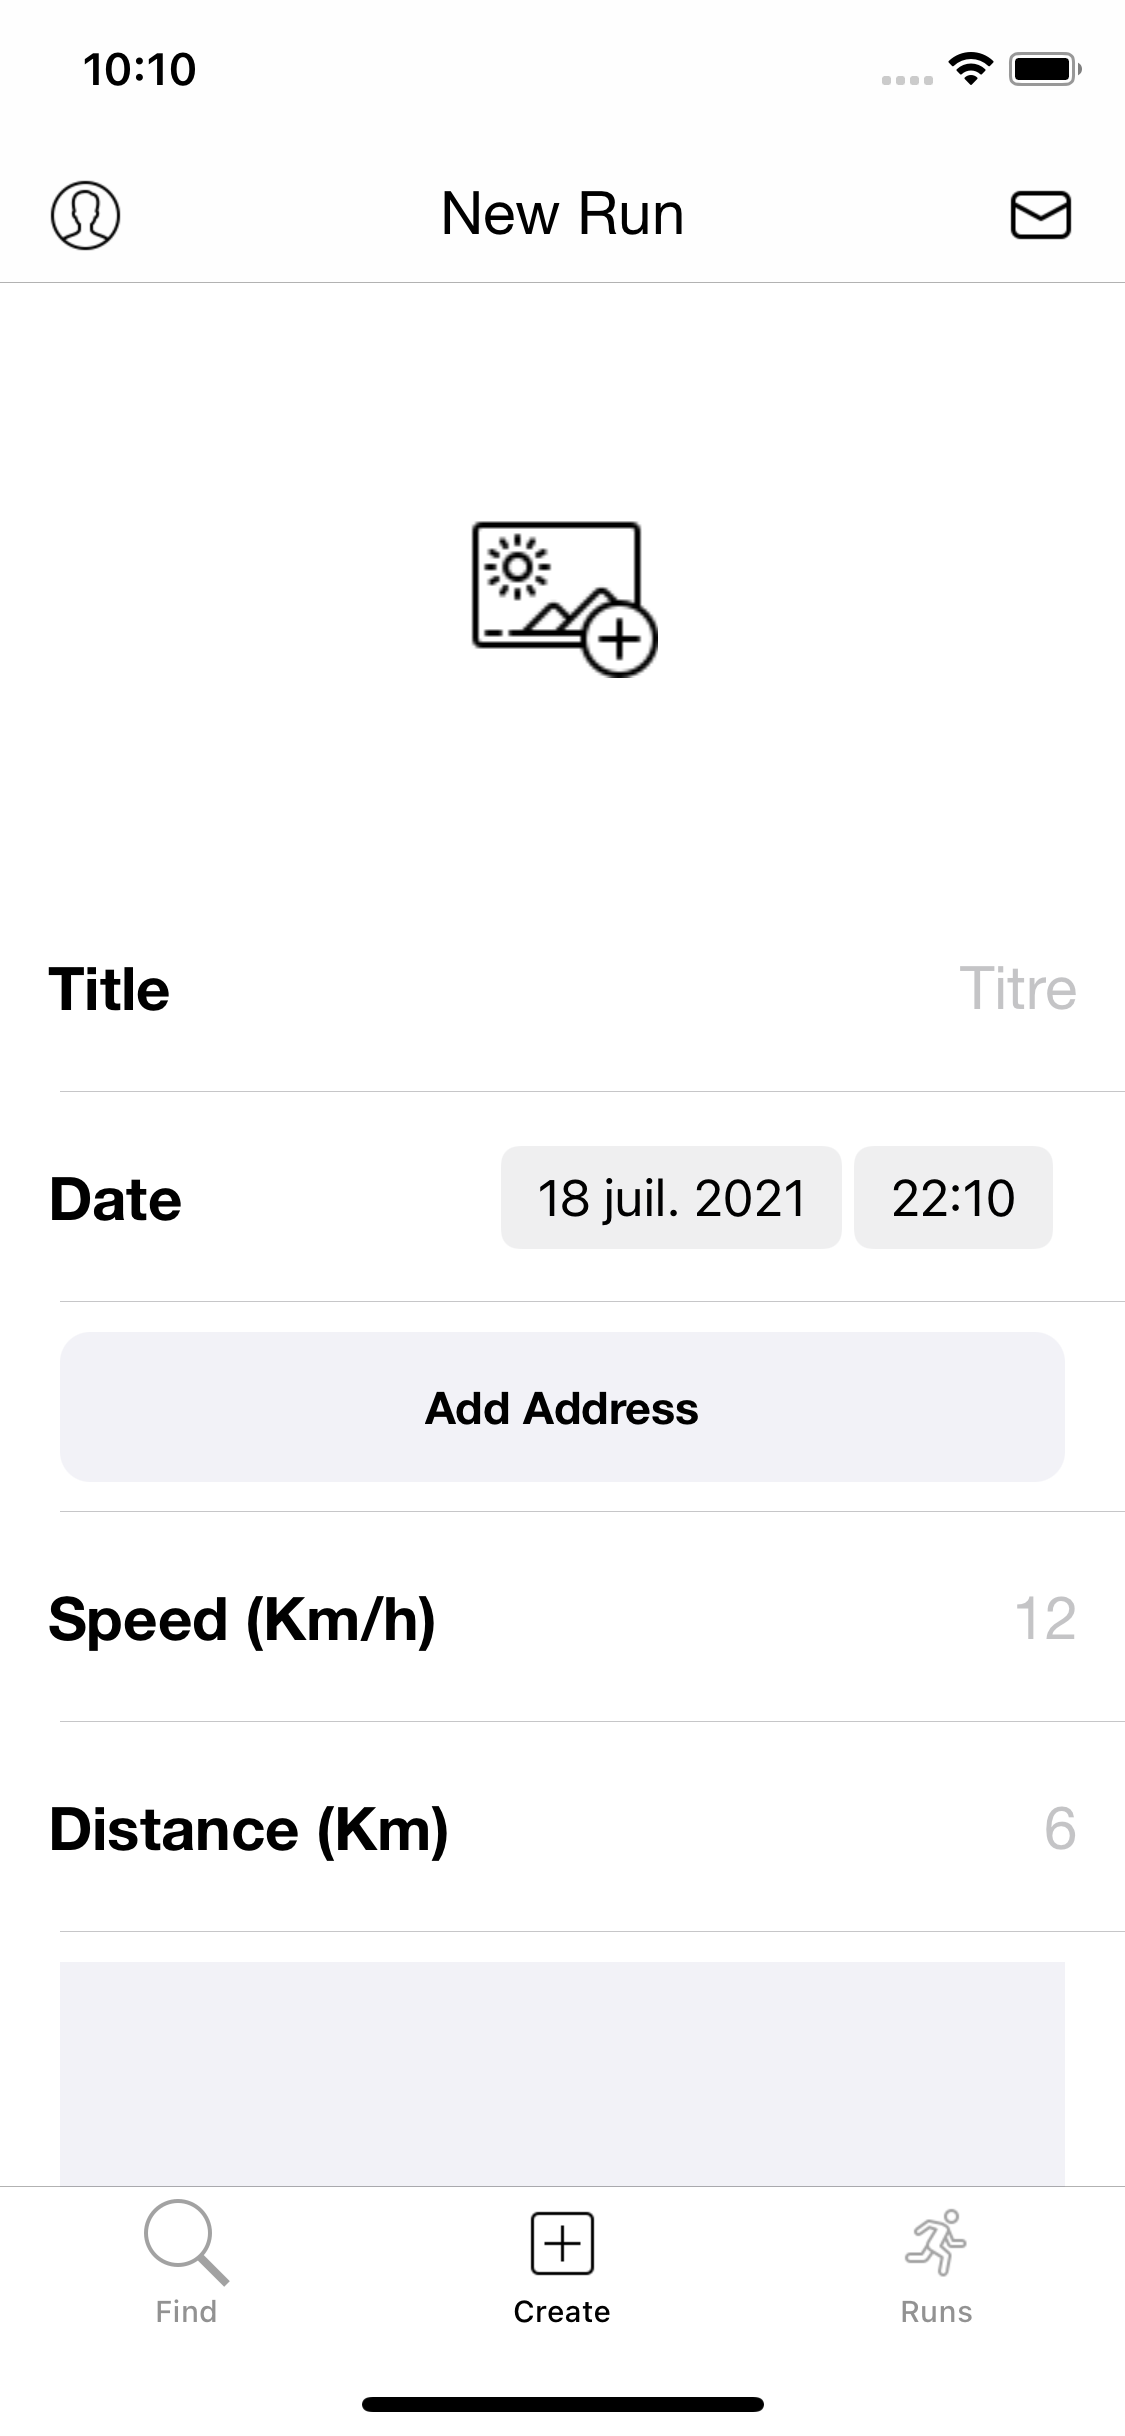 10:10
New Run
Title Titre
Date 18 juil. 2021 22:10
Add Address
Speed (Km/h) 12
Distance (Km) 6
Find Create Runs